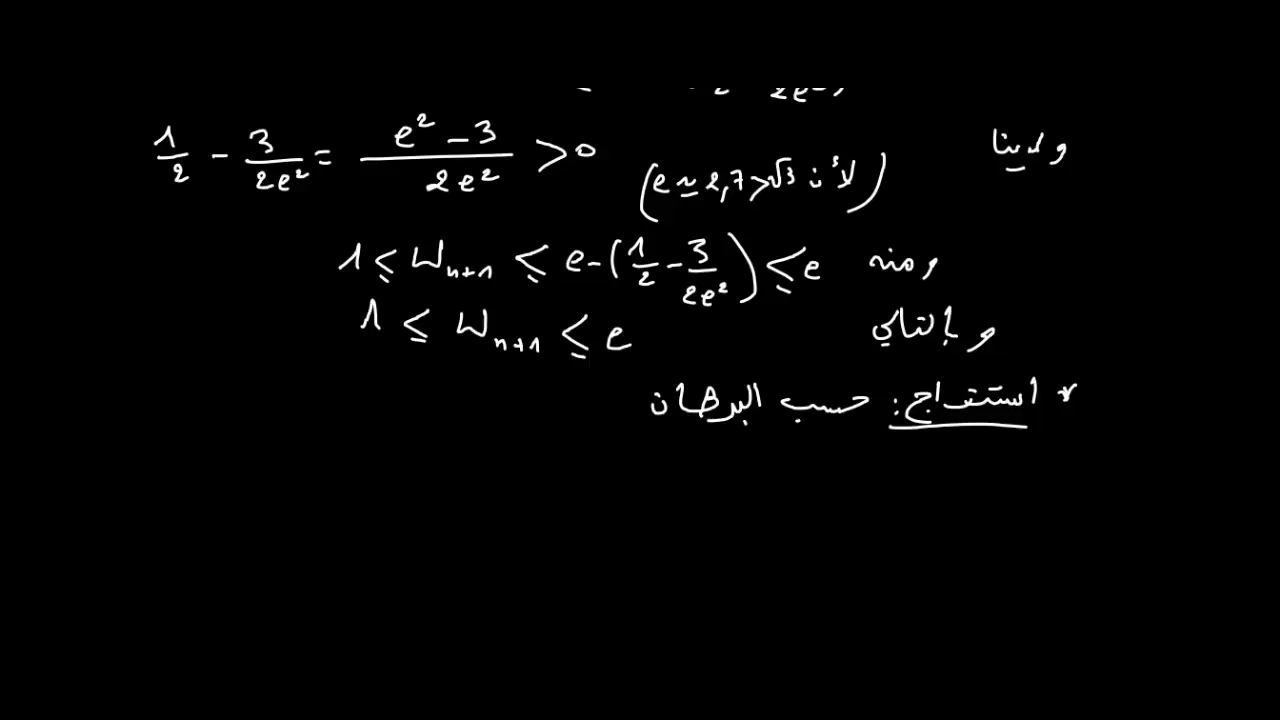 ولدينا 1/2 - 3/2e² = (e² - 3)/2e² > 0
(لأن e ≃ 2,7 > √3)
ومنه 1 ≤ W_{n+1} ≤ e - (1/2 - 3/2e²) ≤ e
وبالتالي 1 ≤ W_{n+1} ≤ e
* استنتاج: حسب البرهان